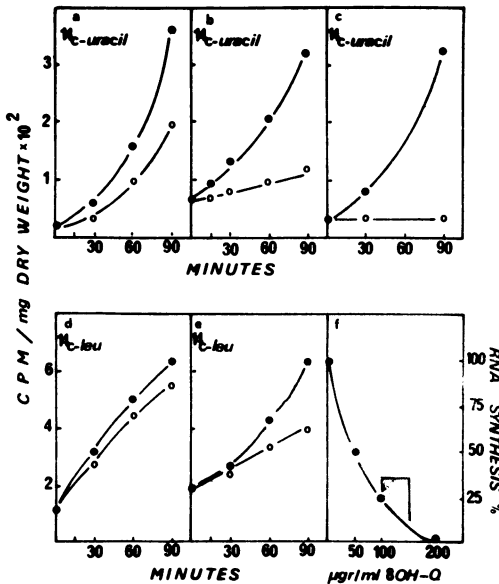 a
b
c
14c-uracil
14c-uracil
14c-uracil
3
2
1
30
60
90
30
60
90
30
60
90
MINUTES
CPM/mg DRY WEIGHT×10²
d
e
f
14c-leu
14c-leu
6
4
2
100
75
50
25
RNA SYNTHESIS %
30
60
90
30
60
90
50
100
200
MINUTES
µgr/ml 8OH-Q